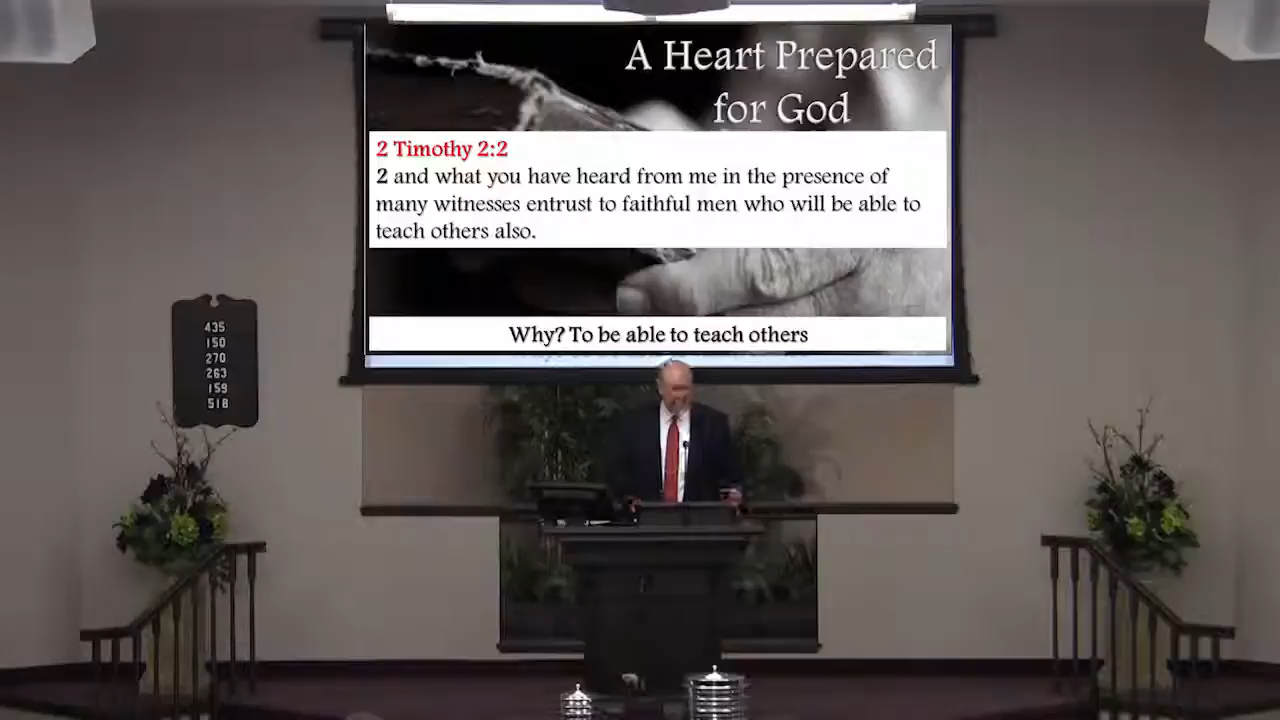 A Heart Prepared
for God
2 Timothy 2:2
2 and what you have heard from me in the presence of
many witnesses entrust to faithful men who will be able to
teach others also.
Why? To be able to teach others
435
150
270
263
159
518